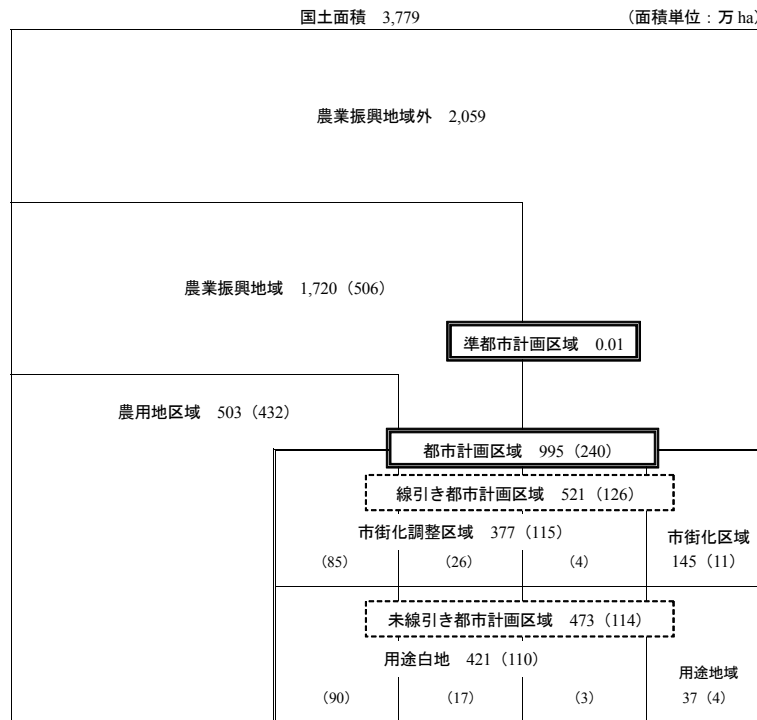 国土面積 3,779 （面積単位：万 ha）
農業振興地域外 2,059
農業振興地域 1,720（506）
準都市計画区域 0.01
農用地区域 503（432）
都市計画区域 995（240）
線引き都市計画区域 521（126）
市街化調整区域 377（115）
市街化区域
(85) (26) (4) 145（11）
未線引き都市計画区域 473（114）
用途白地 421（110）
用途地域
(90) (17) (3) 37（4）